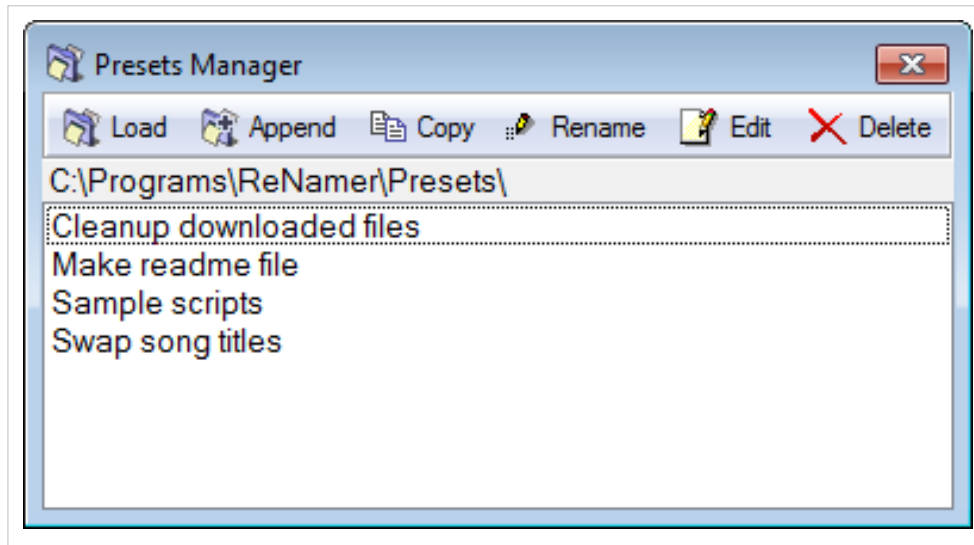 Presets Manager
Load Append Copy Rename Edit Delete
C:\Programs\ReNamer\Presets\
Cleanup downloaded files
Make readme file
Sample scripts
Swap song titles